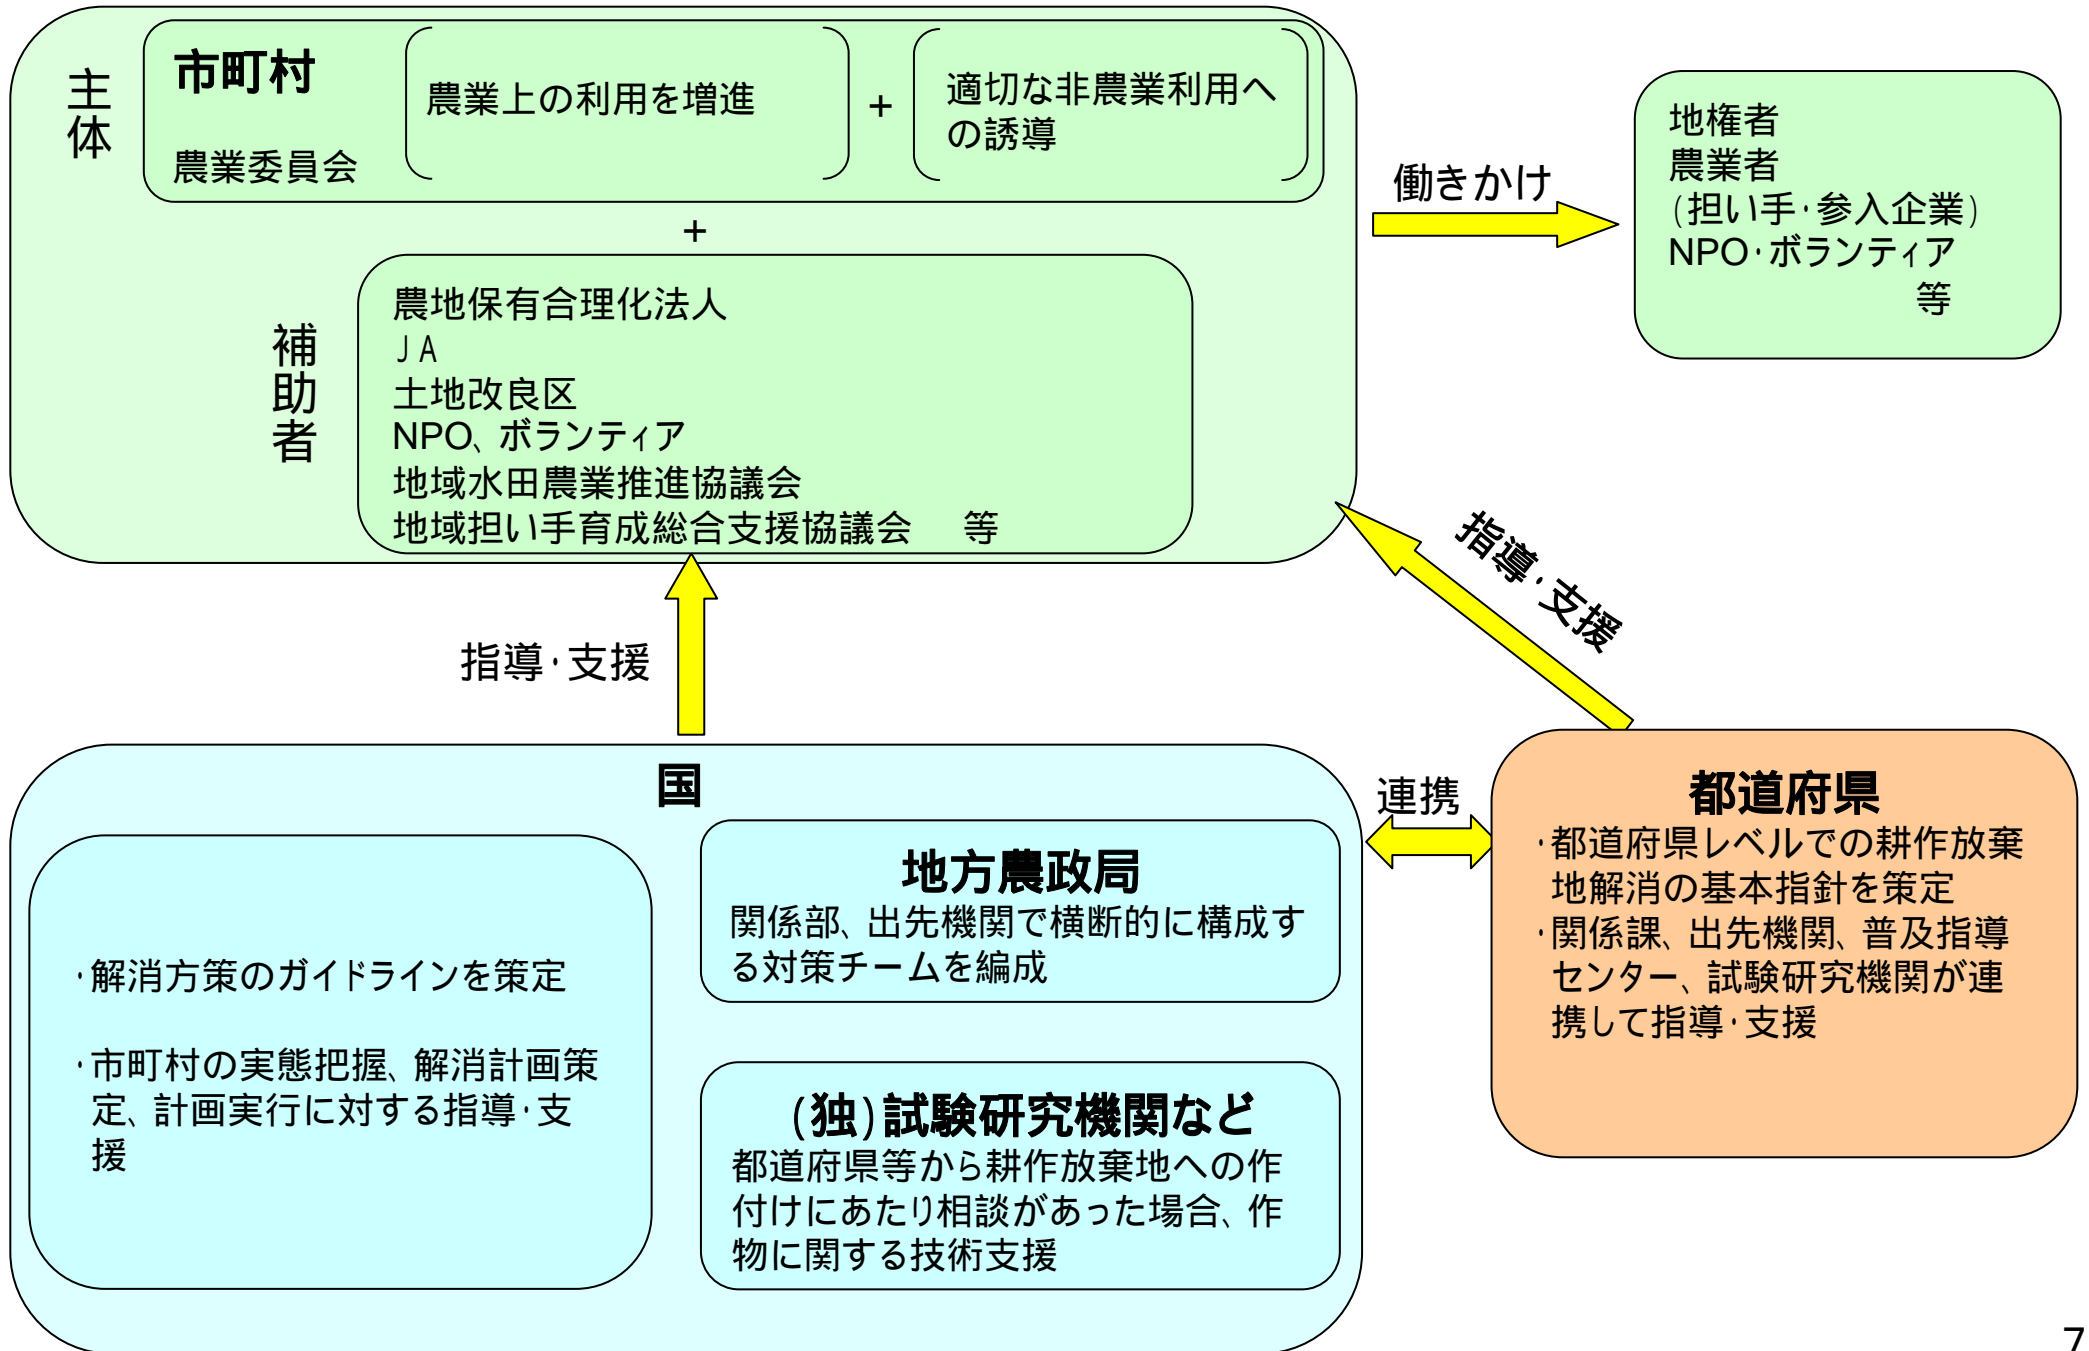 主体
市町村
農業委員会
農業上の利用を増進
+
適切な非農業利用へ
の誘導
働きかけ
地権者
農業者
(担い手・参入企業)
NPO・ボランティア
等
+
補助者
農地保有合理化法人
JA
土地改良区
NPO、ボランティア
地域水田農業推進協議会
地域担い手育成総合支援協議会　等
指導・支援
指導・支援
国
・解消方策のガイドラインを策定
・市町村の実態把握、解消計画策
定、計画実行に対する指導・支
援
地方農政局
関係部、出先機関で横断的に構成す
る対策チームを編成
(独)試験研究機関など
都道府県等から耕作放棄地への作
付けにあたり相談があった場合、作
物に関する技術支援
連携
都道府県
・都道府県レベルでの耕作放棄
地解消の基本指針を策定
・関係課、出先機関、普及指導
センター、試験研究機関が連
携して指導・支援
7